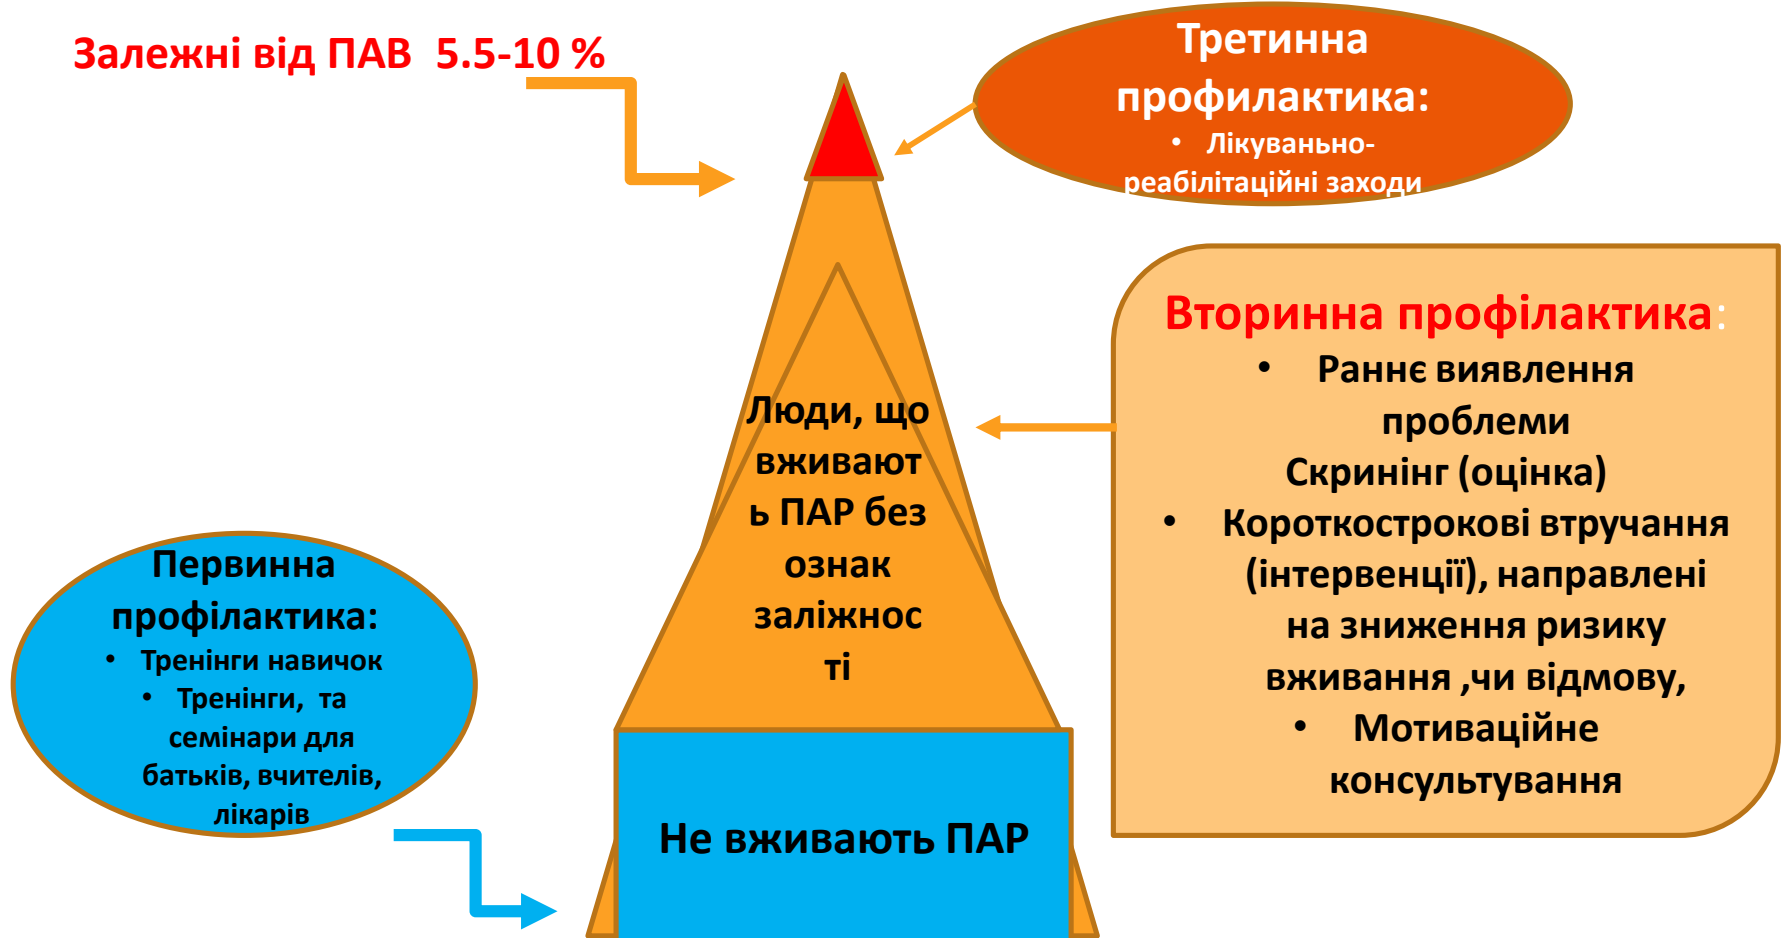 Залежні від ПАВ 5.5-10 %
Третинна
профилактика:
• Лікуваньно-
реабілітаційні заходи
Вторинна профілактика:
• Раннє виявлення
проблеми
Скринінг (оцінка)
• Короткострокові втручання
(інтервенції), направлені
на зниження ризику
вживання ,чи відмову,
• Мотиваційне
консультування
Люди, що
вживают
ь ПАР без
ознак
заліжнос
ті
Первинна
профілактика:
• Тренінги навичок
• Тренінги, та
семінари для
батьків, вчителів,
лікарів
Не вживають ПАР